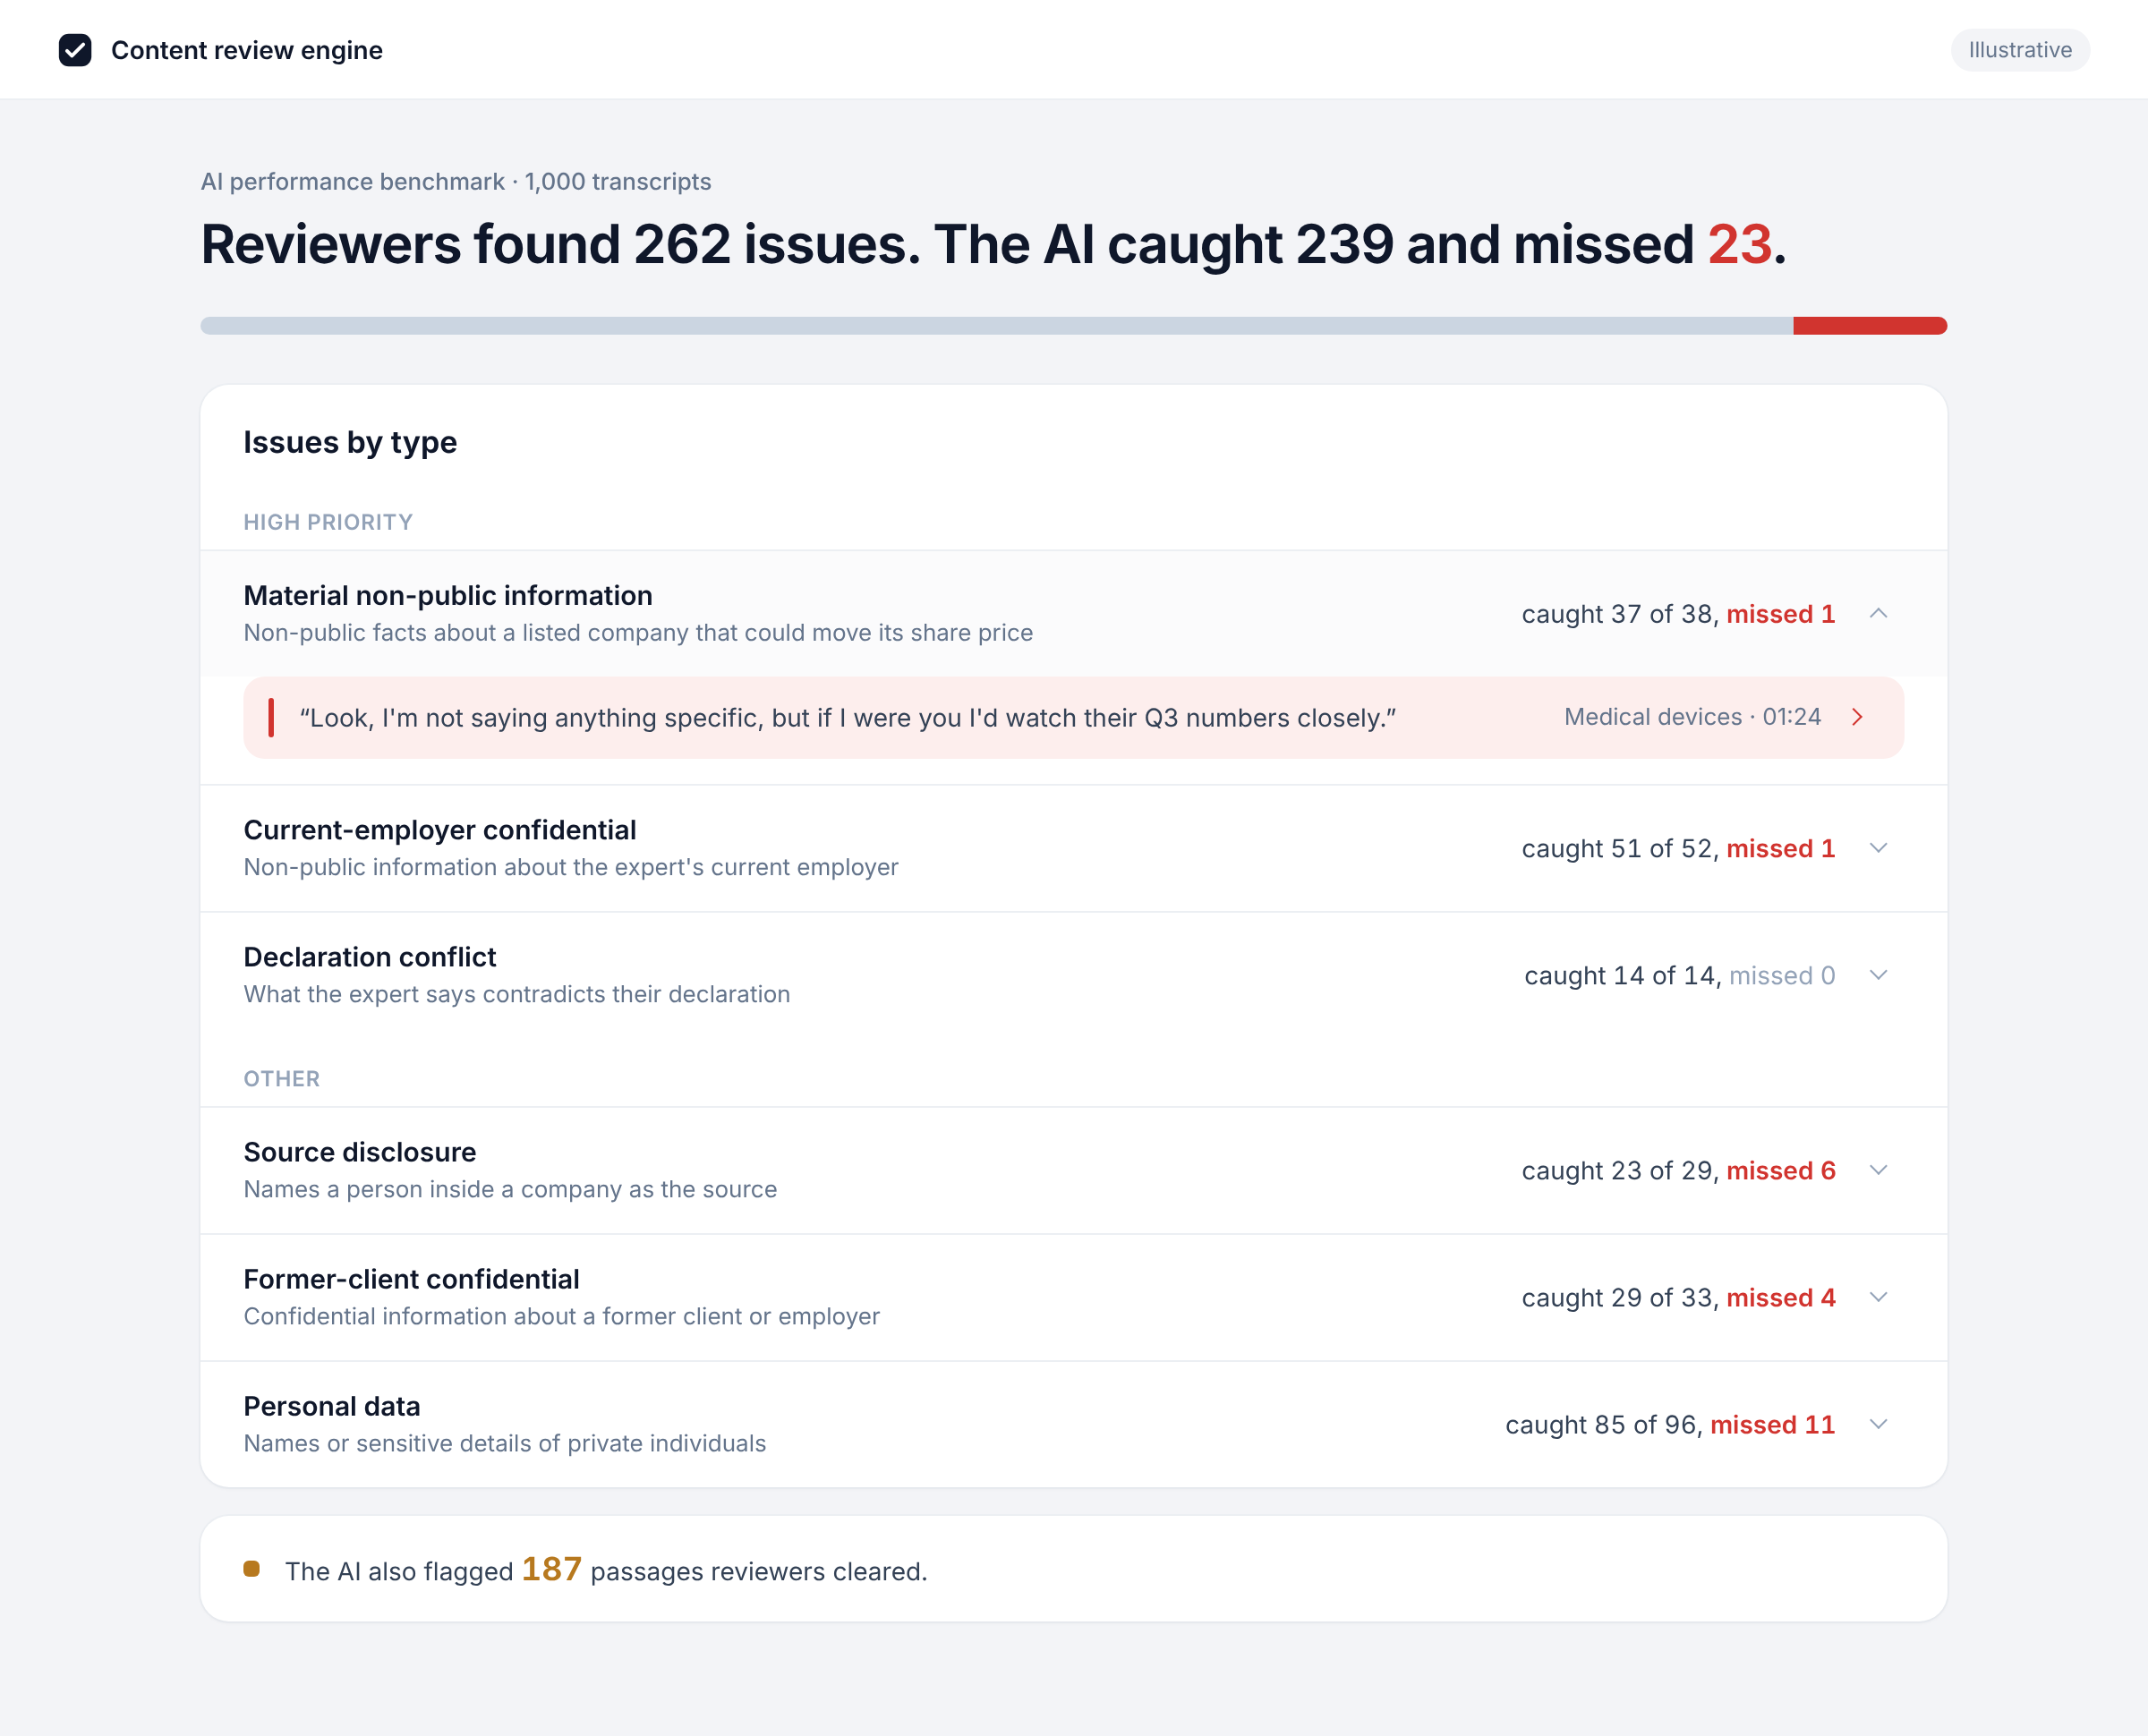 Content review engine
Illustrative
AI performance benchmark · 1,000 transcripts
Reviewers found 262 issues. The AI caught 239 and missed 23.
Issues by type
HIGH PRIORITY
Material non-public information
Non-public facts about a listed company that could move its share price
caught 37 of 38, missed 1
“Look, I'm not saying anything specific, but if I were you I'd watch their Q3 numbers closely.”
Medical devices · 01:24
Current-employer confidential
Non-public information about the expert's current employer
caught 51 of 52, missed 1
Declaration conflict
What the expert says contradicts their declaration
caught 14 of 14, missed 0
OTHER
Source disclosure
Names a person inside a company as the source
caught 23 of 29, missed 6
Former-client confidential
Confidential information about a former client or employer
caught 29 of 33, missed 4
Personal data
Names or sensitive details of private individuals
caught 85 of 96, missed 11
The AI also flagged 187 passages reviewers cleared.